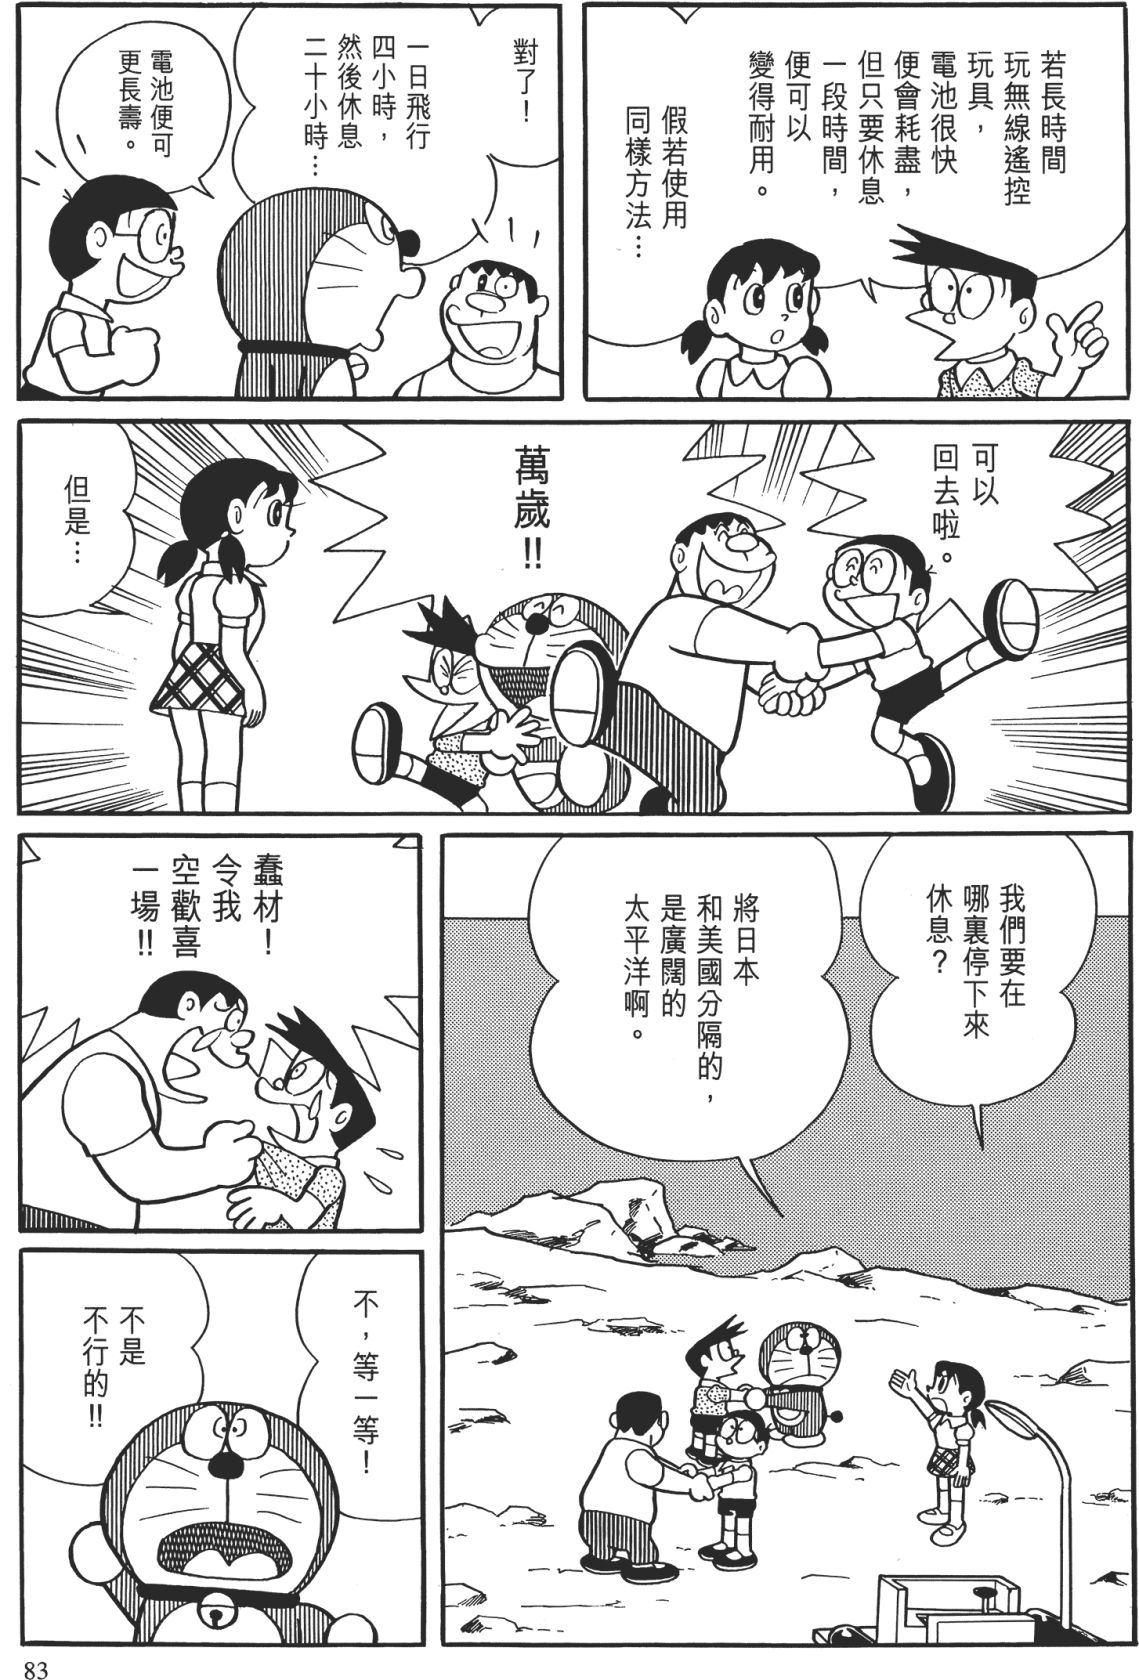 若長時間
玩無線遙控
玩具，
電池很快
便會耗盡，
但只要休息
一段時間，
便可以
變得耐用。
假若使用
同樣方法…
對了！
一日飛行
四小時，
然後休息
二十小時…
電池便可
更長壽。
可以
回去啦。
萬歲!!
但是…
我們要在
哪裏停下來
休息？
將日本
和美國分隔的，
是廣闊的
太平洋啊。
蠢材！
令我
空歡喜
一場!!
不，等一等！
不是
不行的!!
83